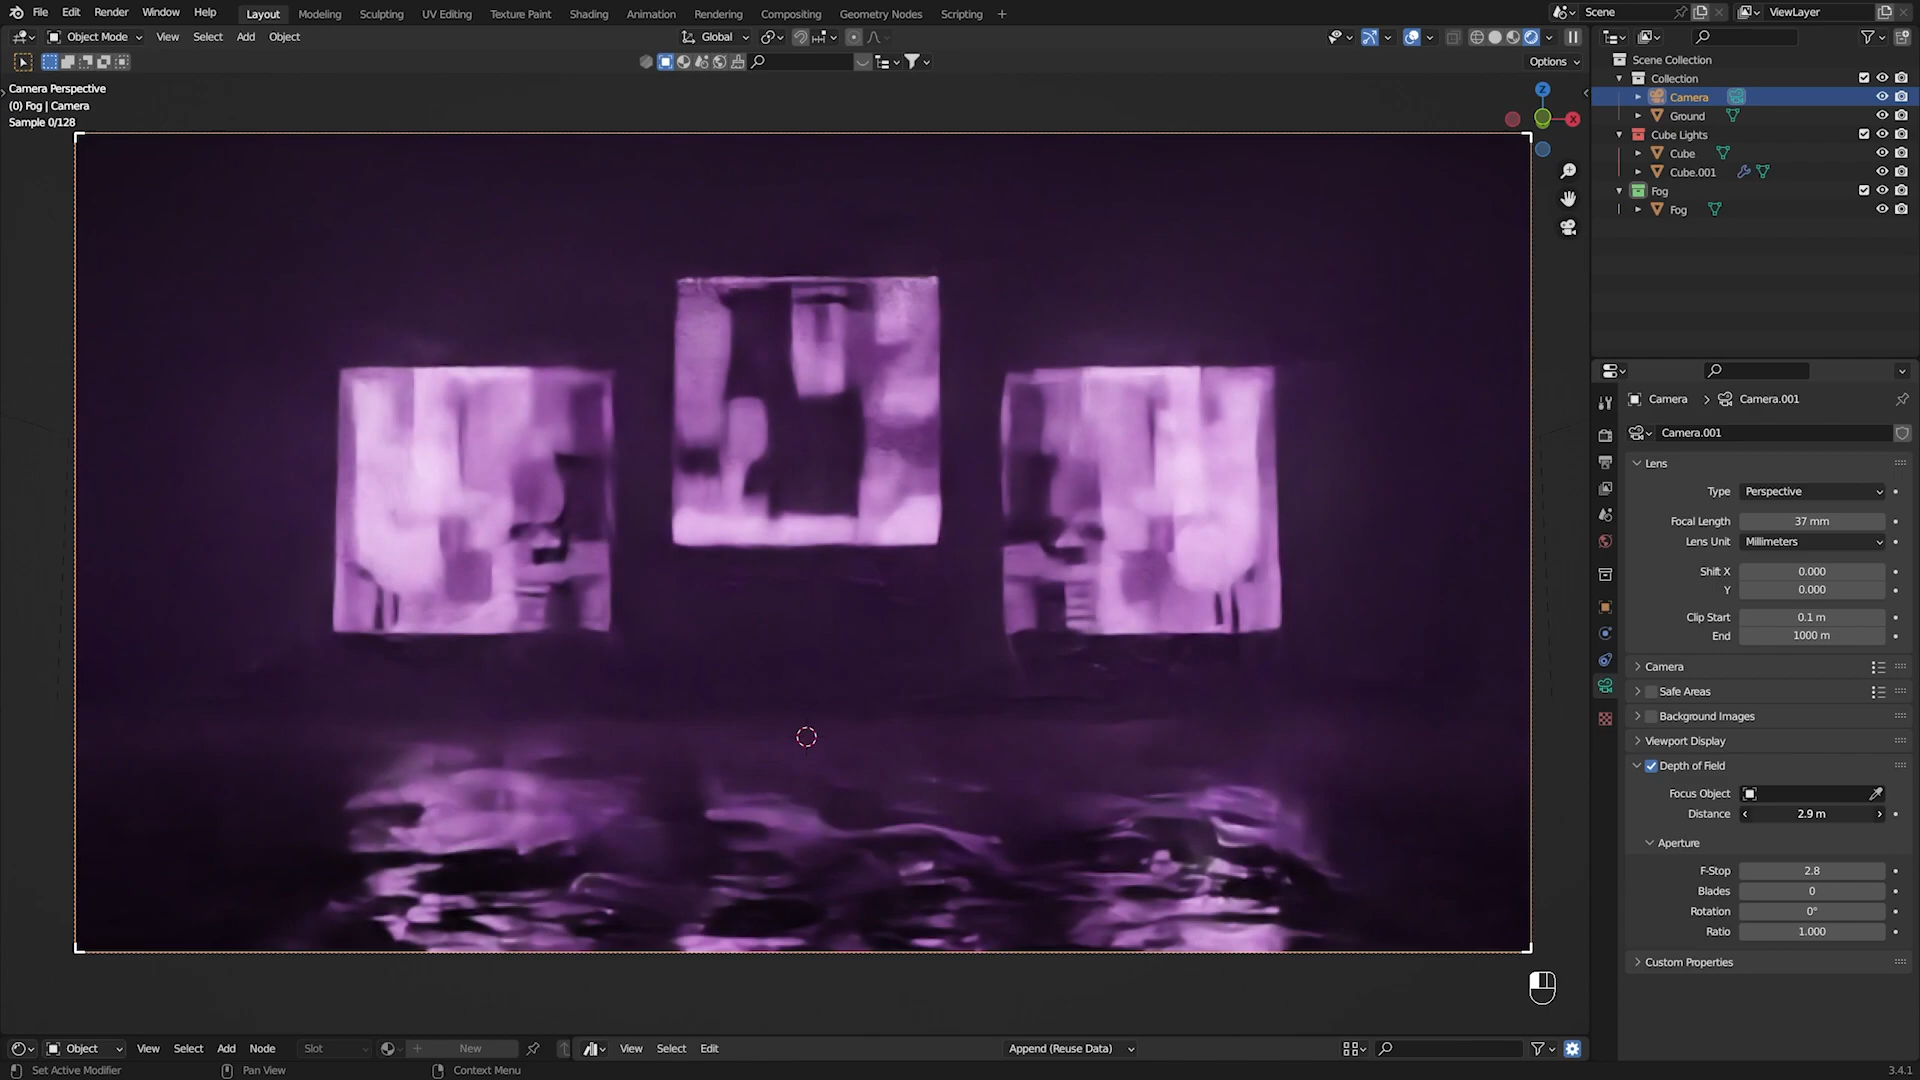 File Edit Render Window Help Layout Modeling Sculpting UV Editing Texture Paint Shading Animation Rendering Compositing Geometry Nodes Scripting + Scene ViewLayer
Object Mode View Select Add Object Global
Options
Camera Perspective
(0) Fog | Camera
Sample 0/128
Z
X
Scene Collection
Collection
Camera
Ground
Cube Lights
Cube
Cube.001
Fog
Fog
Camera > Camera.001
Camera.001
Lens
Type Perspective
Focal Length 37 mm
Lens Unit Millimeters
Shift X 0.000
Y 0.000
Clip Start 0.1 m
End 1000 m
Camera
Safe Areas
Background Images
Viewport Display
Depth of Field
Focus Object
Distance 2.9 m
Aperture
F-Stop 2.8
Blades 0
Rotation 0°
Ratio 1.000
Custom Properties
Object View Select Add Node Slot New View Select Edit Append (Reuse Data)
Set Active Modifier Pan View Context Menu 3.4.1